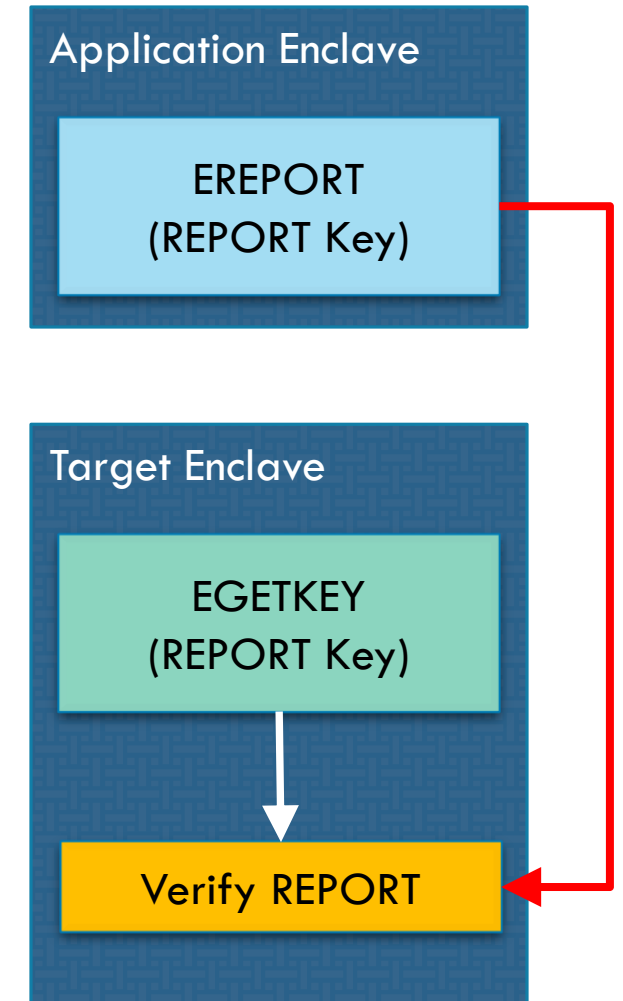 Application Enclave
EREPORT
(REPORT Key)
Target Enclave
EGETKEY
(REPORT Key)
Verify REPORT